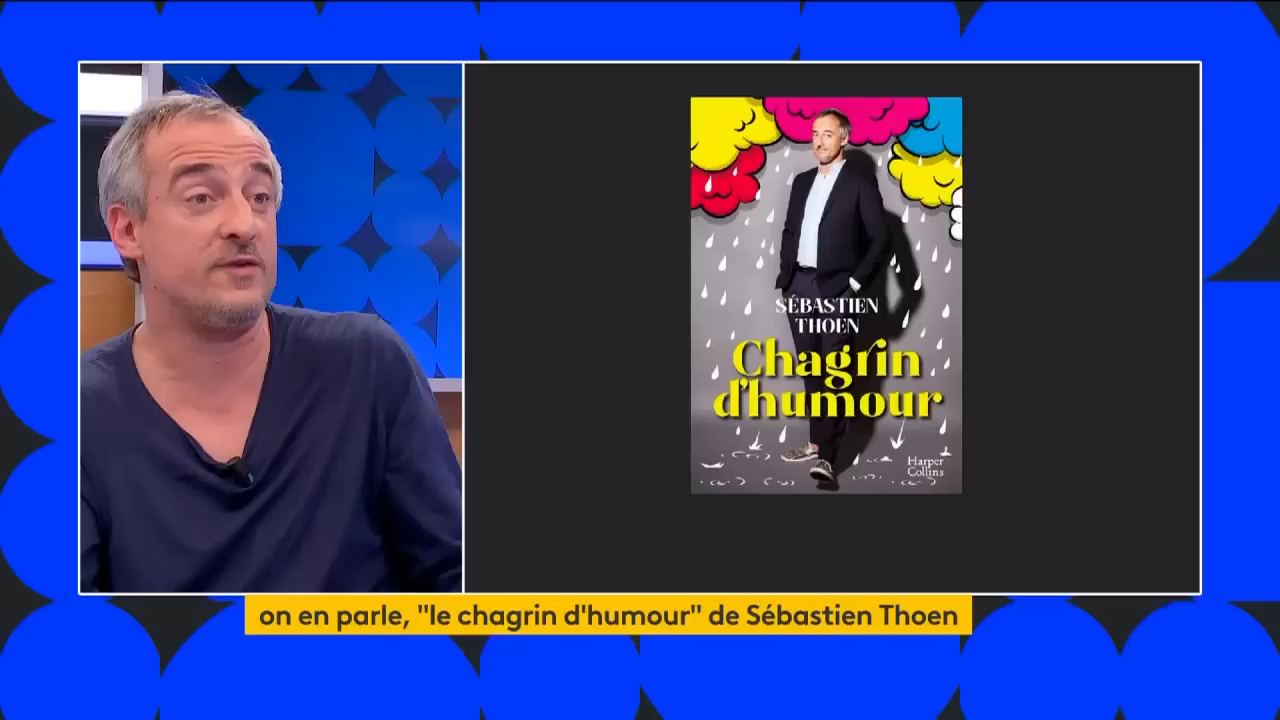 SÉBASTIEN
THOEN
Chagrin
d'humour
Harper
Collins
on en parle, "le chagrin d'humour" de Sébastien Thoen